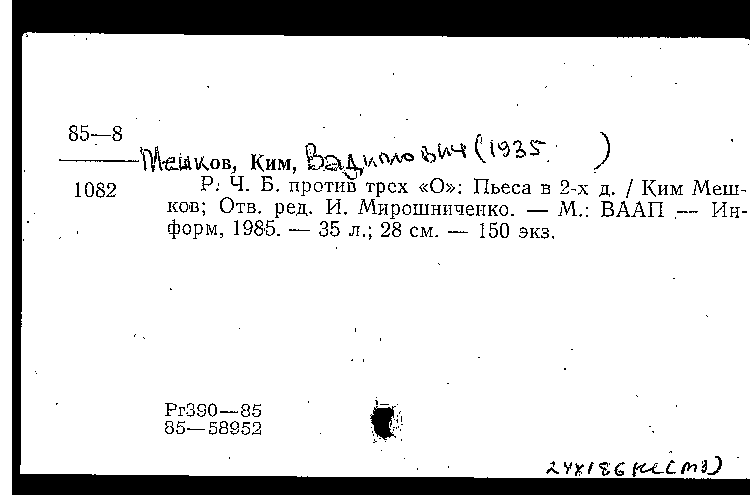 85—8
Мешков, Ким, Вадимович (1935 )
1082
Р. Ч. Б. против трех «О»: Пьеса в 2-х д. / Ким Меш-
ков; Отв. ред. И. Мирошниченко. — М.: ВААП — Ин-
форм, 1985. — 35 л.; 28 см. — 150 экз.
Рг390—85
85—58952